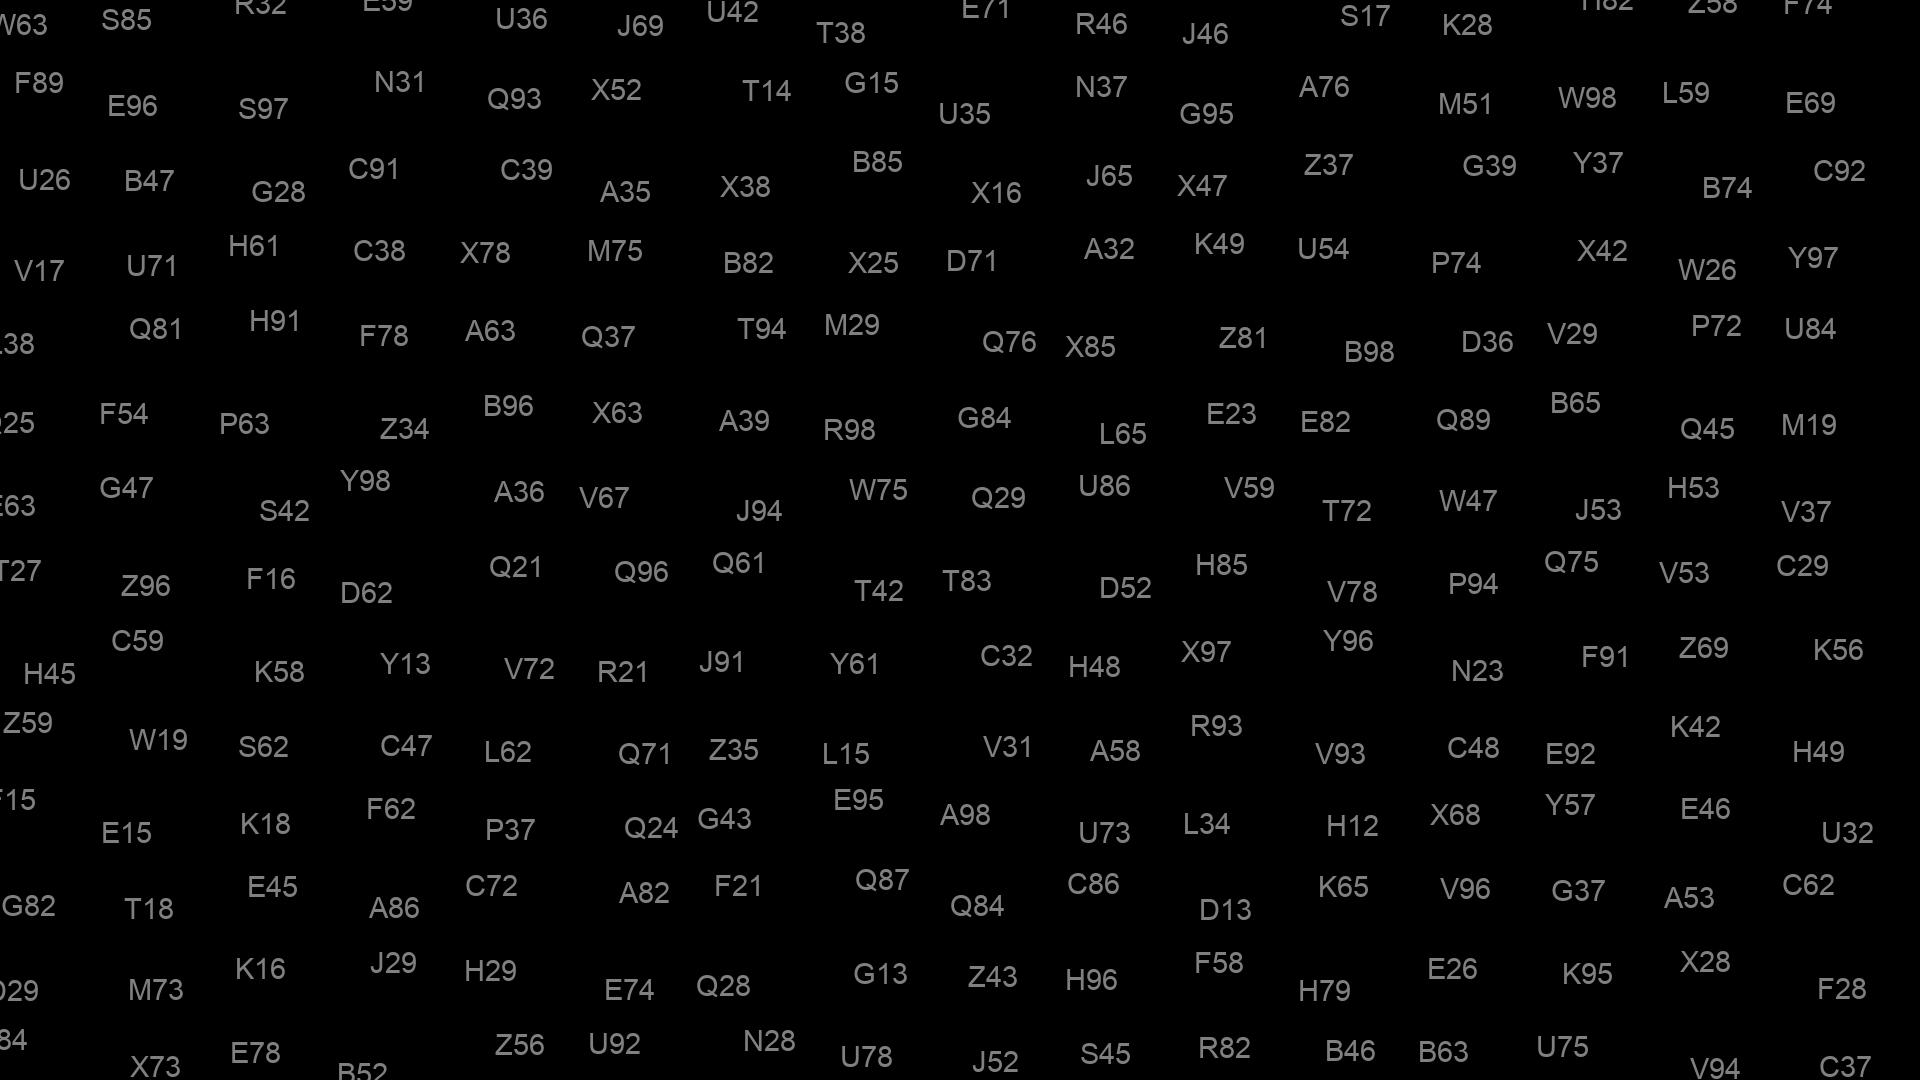 W63 S85 R32 E59 U36 J69 U42 T38 E71 R46 J46 S17 K28 H82 Z58 F74
F89 E96 S97 N31 Q93 X52 T14 G15 U35 N37 G95 A76 M51 W98 L59 E69
U26 B47 G28 C91 C39 A35 X38 B85 X16 J65 X47 Z37 G39 Y37 B74 C92
V17 U71 H61 C38 X78 M75 B82 X25 D71 A32 K49 U54 P74 X42 W26 Y97
Q81 H91 F78 A63 Q37 T94 M29 Q76 X85 Z81 B98 D36 V29 P72 U84
F54 P63 Z34 B96 X63 A39 R98 G84 L65 E23 E82 Q89 B65 Q45 M19
E63 G47 S42 Y98 A36 V67 J94 W75 Q29 U86 V59 T72 W47 J53 H53 V37
T27 Z96 F16 D62 Q21 Q96 Q61 T42 T83 D52 H85 V78 P94 Q75 V53 C29
H45 C59 K58 Y13 V72 R21 J91 Y61 C32 H48 X97 Y96 N23 F91 Z69 K56
Z59 W19 S62 C47 L62 Q71 Z35 L15 V31 A58 R93 V93 C48 E92 K42 H49
E15 K18 F62 P37 Q24 G43 E95 A98 U73 L34 H12 X68 Y57 E46 U32
G82 T18 E45 A86 C72 A82 F21 Q87 Q84 C86 D13 K65 V96 G37 A53 C62
M73 K16 J29 H29 E74 Q28 G13 Z43 H96 F58 H79 E26 K95 X28 F28
X73 E78 B52 Z56 U92 N28 U78 J52 S45 R82 B46 B63 U75 V94 C37